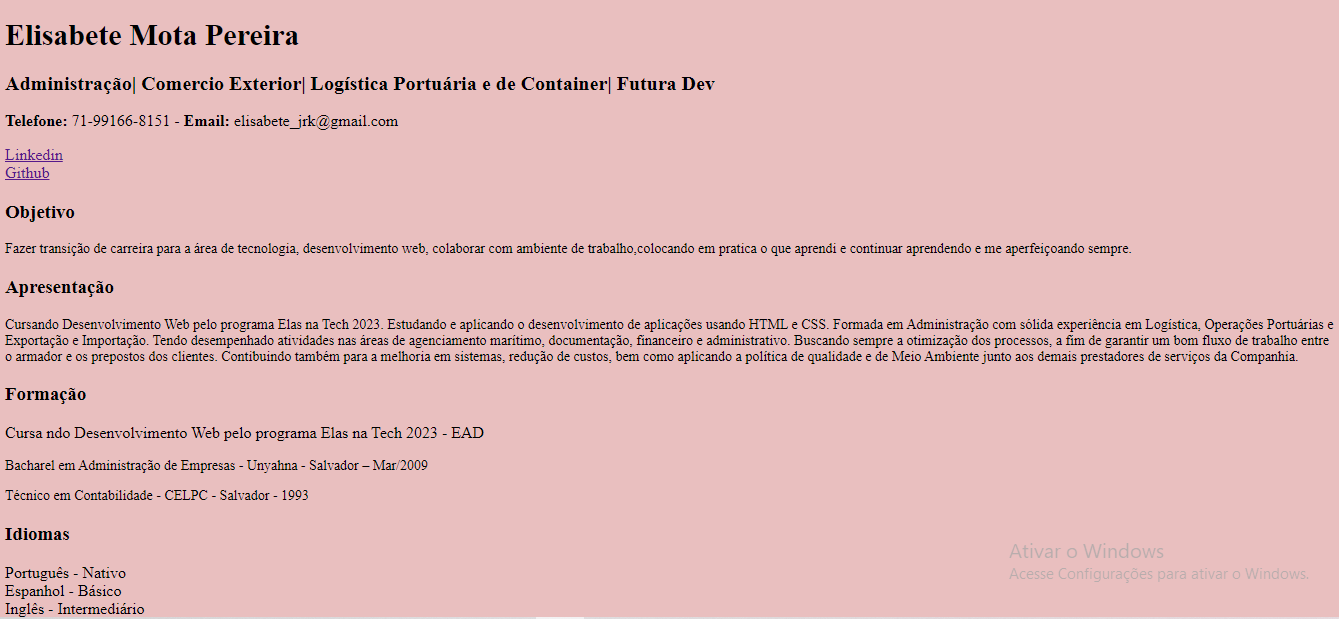 Elisabete Mota Pereira
Administração| Comercio Exterior| Logística Portuária e de Container| Futura Dev
Telefone: 71-99166-8151 - Email: elisabete_jrk@gmail.com
Linkedin
Github
Objetivo
Fazer transição de carreira para a área de tecnologia, desenvolvimento web, colaborar com ambiente de trabalho,colocando em pratica o que aprendi e continuar aprendendo e me aperfeiçoando sempre.
Apresentação
Cursando Desenvolvimento Web pelo programa Elas na Tech 2023. Estudando e aplicando o desenvolvimento de aplicações usando HTML e CSS. Formada em Administração com sólida experiência em Logística, Operações Portuárias e
Exportação e Importação. Tendo desempenhado atividades nas áreas de agenciamento marítimo, documentação, financeiro e administrativo. Buscando sempre a otimização dos processos, a fim de garantir um bom fluxo de trabalho entre
o armador e os prepostos dos clientes. Contibuindo também para a melhoria em sistemas, redução de custos, bem como aplicando a política de qualidade e de Meio Ambiente junto aos demais prestadores de serviços da Companhia.
Formação
Cursa ndo Desenvolvimento Web pelo programa Elas na Tech 2023 - EAD
Bacharel em Administração de Empresas - Unyahna - Salvador – Mar/2009
Técnico em Contabilidade - CELPC - Salvador - 1993
Idiomas
Português - Nativo
Espanhol - Básico
Inglês - Intermediário
Ativar o Windows
Acesse Configurações para ativar o Windows.